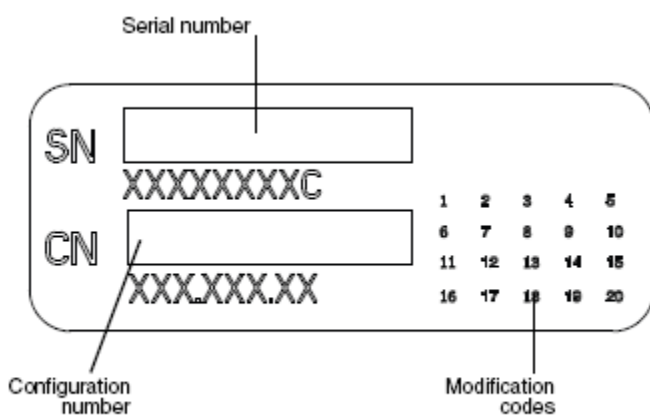 Serial number
SN
XXXXXXXXC
CN
XXX.XXX.XX
1 2 3 4 5
6 7 8 9 10
11 12 13 14 15
16 17 18 19 20
Configuration
number
Modification
codes